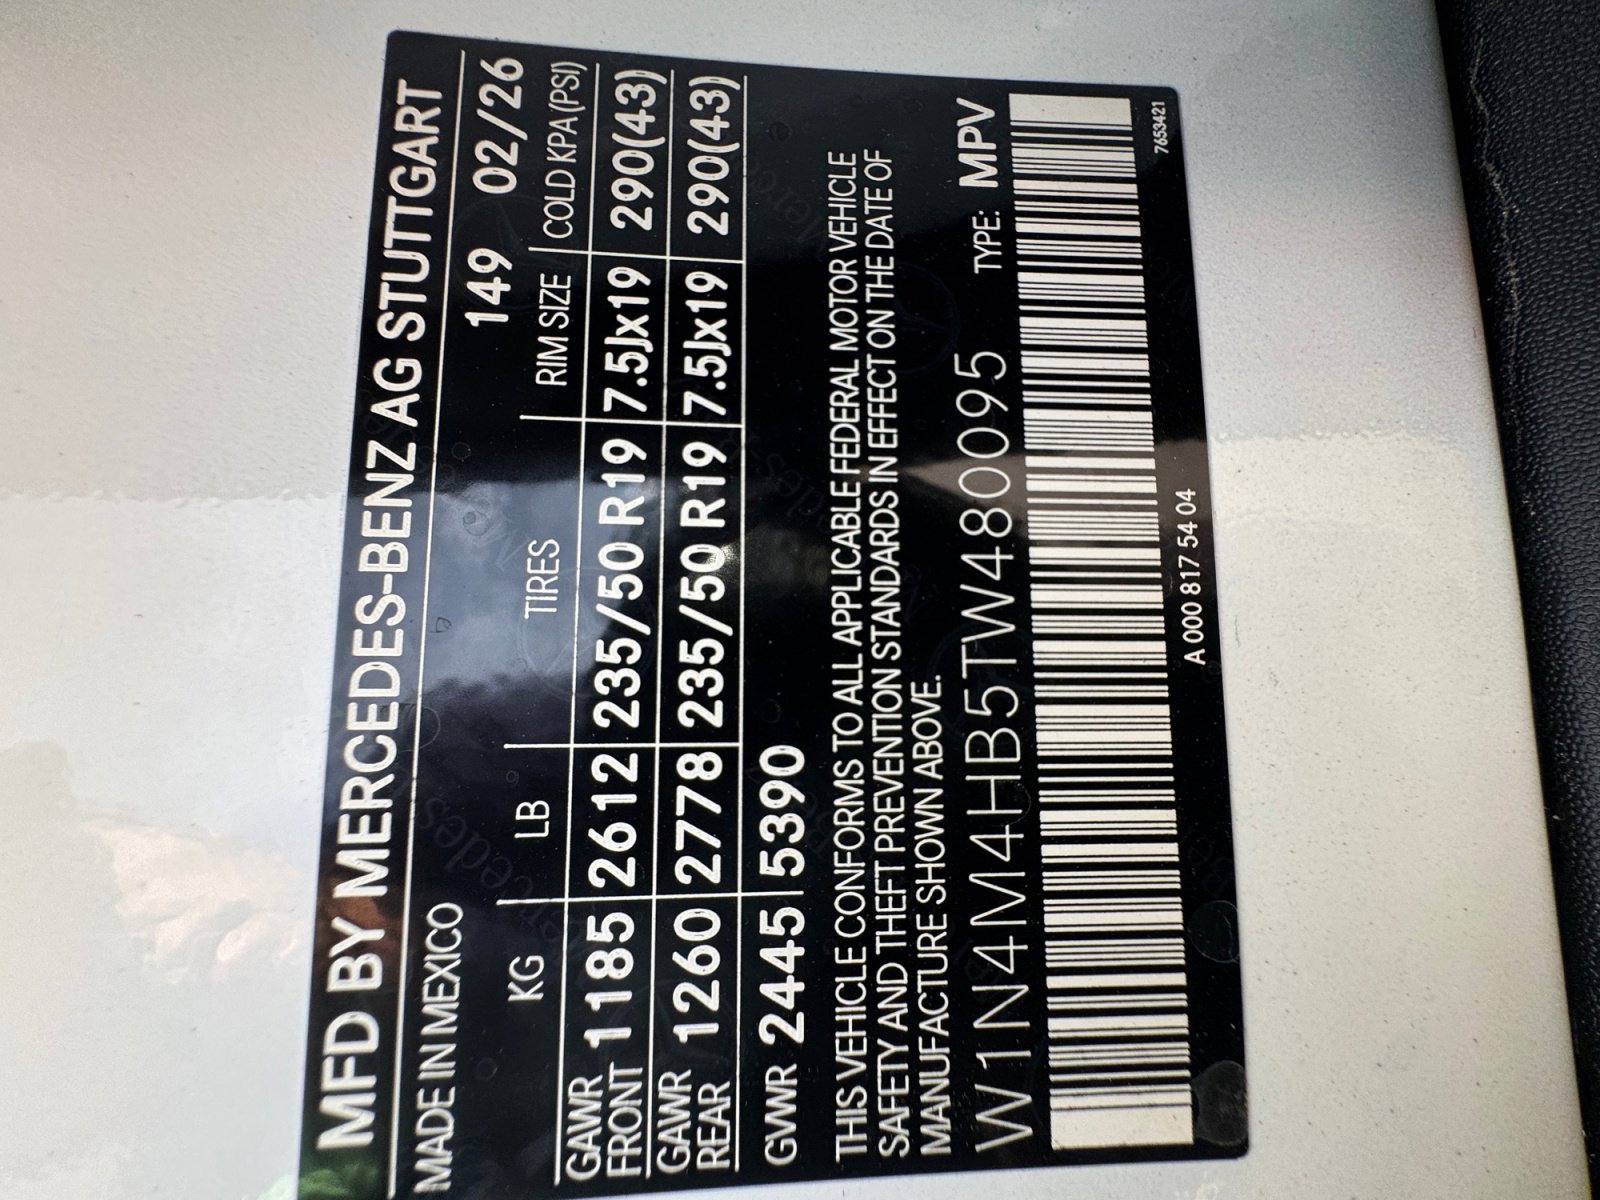 MFD BY MERCEDES-BENZ AG STUTTGART
MADE IN MEXICO 149 02/26
KG LB TIRES RIM SIZE COLD KPA(PSI)
GAWR FRONT 1185 2612 235/50 R19 7.5Jx19 290(43)
GAWR REAR 1260 2778 235/50 R19 7.5Jx19 290(43)
GVWR 2445 5390
THIS VEHICLE CONFORMS TO ALL APPLICABLE FEDERAL MOTOR VEHICLE
SAFETY AND THEFT PREVENTION STANDARDS IN EFFECT ON THE DATE OF
MANUFACTURE SHOWN ABOVE.
W1N4M4HB5TW480095 TYPE: MPV
A 000 817 54 04 7653421